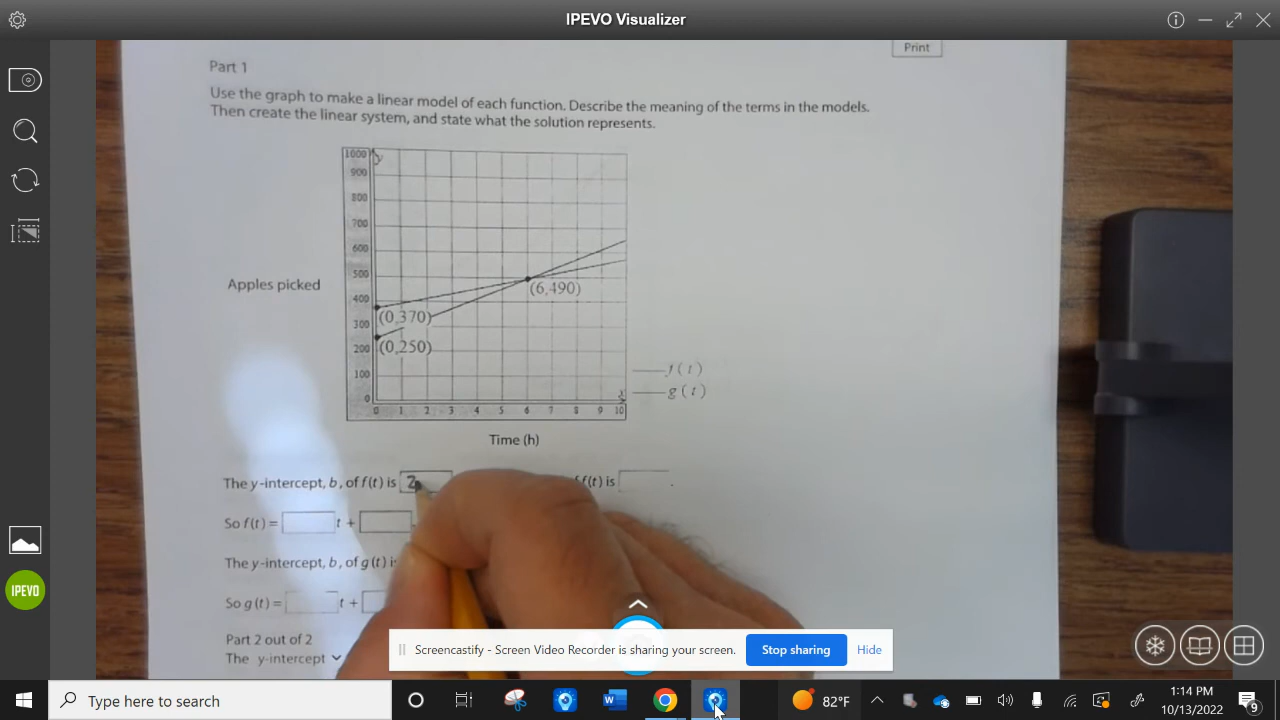 IPEVO Visualizer
Print
Part 1
Use the graph to make a linear model of each function. Describe the meaning of the terms in the models.
Then create the linear system, and state what the solution represents.
1000
y
900
800
700
600
500
400
300
200
100
0
Apples picked
(6,490)
(0,370)
(0,250)
f(t)
g(t)
x
0 1 2 3 4 5 6 7 8 9 10
Time (h)
The y-intercept, b, of f(t) is 2 f(t) is .
So f(t) = t +
The y-intercept, b, of g(t) is
So g(t) = t +
Part 2 out of 2
The y-intercept
IPEVO
Screencastify - Screen Video Recorder is sharing your screen.
Stop sharing
Hide
Type here to search
82°F
1:14 PM
10/13/2022
9